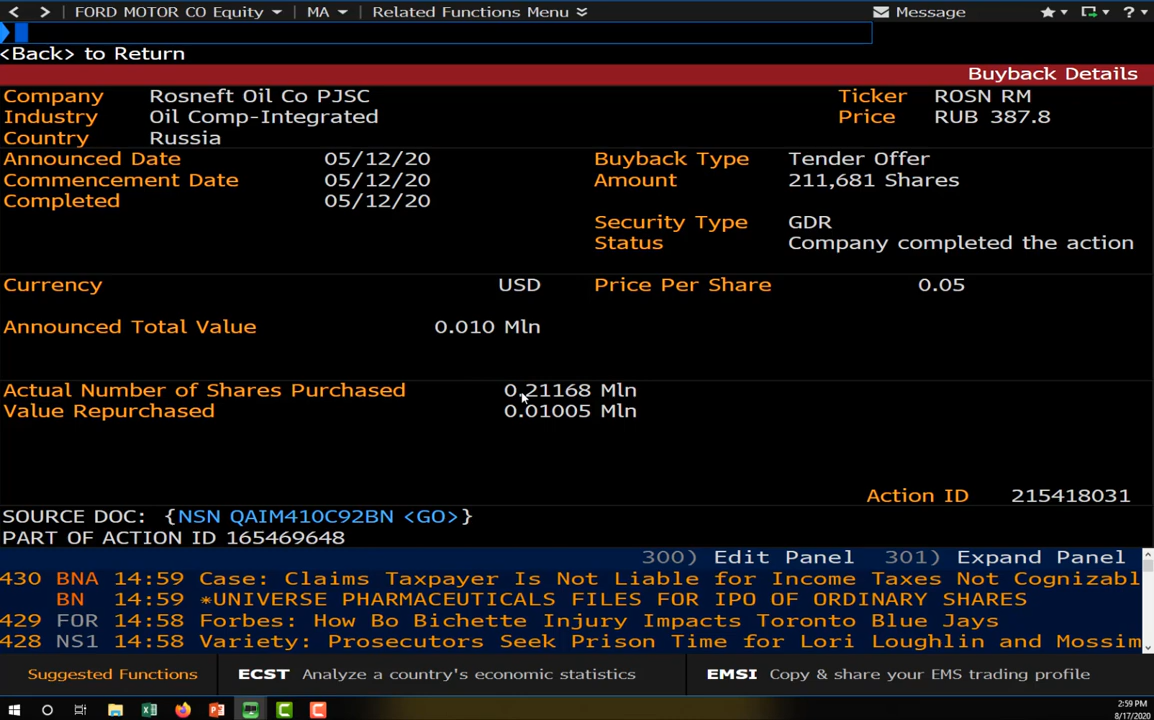 FORD MOTOR CO Equity MA Related Functions Menu Message ?
<Back> to Return
Buyback Details
Company Rosneft Oil Co PJSC Ticker ROSN RM
Industry Oil Comp-Integrated Price RUB 387.8
Country Russia
Announced Date 05/12/20 Buyback Type Tender Offer
Commencement Date 05/12/20 Amount 211,681 Shares
Completed 05/12/20
Security Type GDR
Status Company completed the action
Currency USD Price Per Share 0.05
Announced Total Value 0.010 Mln
Actual Number of Shares Purchased 0.21168 Mln
Value Repurchased 0.01005 Mln
Action ID 215418031
SOURCE DOC: {NSN QAIM410C92BN <GO>}
PART OF ACTION ID 165469648
300) Edit Panel 301) Expand Panel
430 BNA 14:59 Case: Claims Taxpayer Is Not Liable for Income Taxes Not Cognizabl
BN 14:59 *UNIVERSE PHARMACEUTICALS FILES FOR IPO OF ORDINARY SHARES
429 FOR 14:58 Forbes: How Bo Bichette Injury Impacts Toronto Blue Jays
428 NS1 14:58 Variety: Prosecutors Seek Prison Time for Lori Loughlin and Mossim
Suggested Functions ECST Analyze a country's economic statistics EMSI Copy & share your EMS trading profile
2:59 PM
8/17/2020